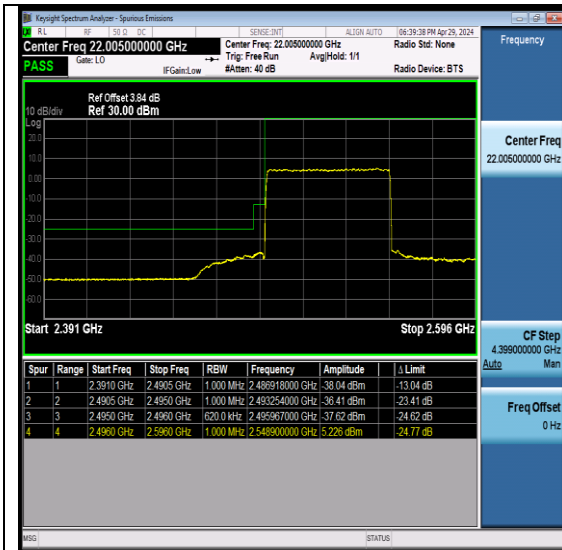 Keysight Spectrum Analyzer - Spurious Emissions
RL RF 50 Ω DC SENSE:INT ALIGN AUTO 06:39:38 PM Apr 29, 2024
Center Freq 22.005000000 GHz
Center Freq: 22.005000000 GHz
Radio Std: None
PASS
Gate: LO
IFGain:Low
Trig: Free Run
Avg|Hold: 1/1
#Atten: 40 dB
Radio Device: BTS
Ref Offset 3.84 dB
10 dB/div Ref 30.00 dBm
Log
20.0
10.0
0.00
-10.0
-20.0
-30.0
-40.0
-50.0
-60.0
Start 2.391 GHz Stop 2.596 GHz
Spur Range Start Freq Stop Freq RBW Frequency Amplitude Δ Limit
1 1 2.3910 GHz 2.4905 GHz 1.000 MHz 2.486918000 GHz -38.04 dBm -13.04 dB
2 2 2.4905 GHz 2.4950 GHz 1.000 MHz 2.493254000 GHz -36.41 dBm -23.41 dB
3 3 2.4950 GHz 2.4960 GHz 620.0 kHz 2.495967000 GHz -37.62 dBm -24.62 dB
4 4 2.4960 GHz 2.5960 GHz 1.000 MHz 2.548900000 GHz 5.226 dBm -24.77 dB
Frequency
Center Freq
22.005000000 GHz
CF Step
4.399000000 GHz
Auto Man
Freq Offset
0 Hz
MSG STATUS